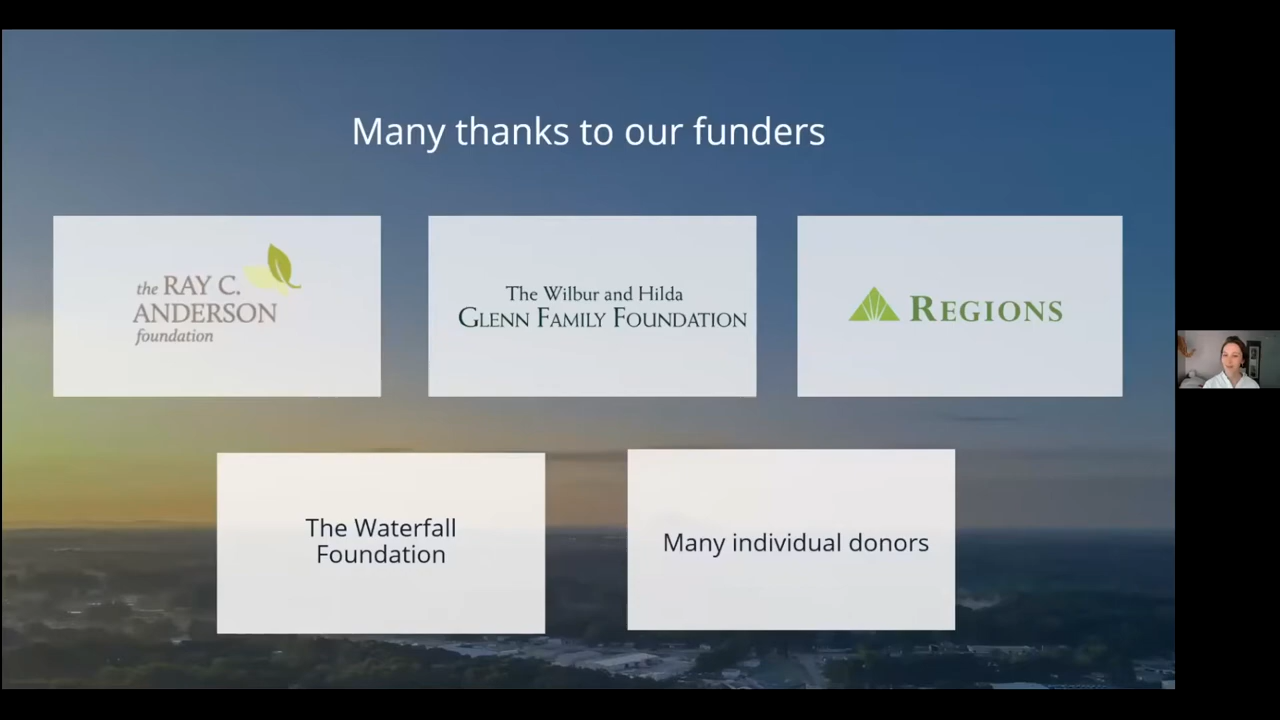 Many thanks to our funders
the RAY C.
ANDERSON
foundation
The Wilbur and Hilda
GLENN FAMILY FOUNDATION
REGIONS
The Waterfall
Foundation
Many individual donors